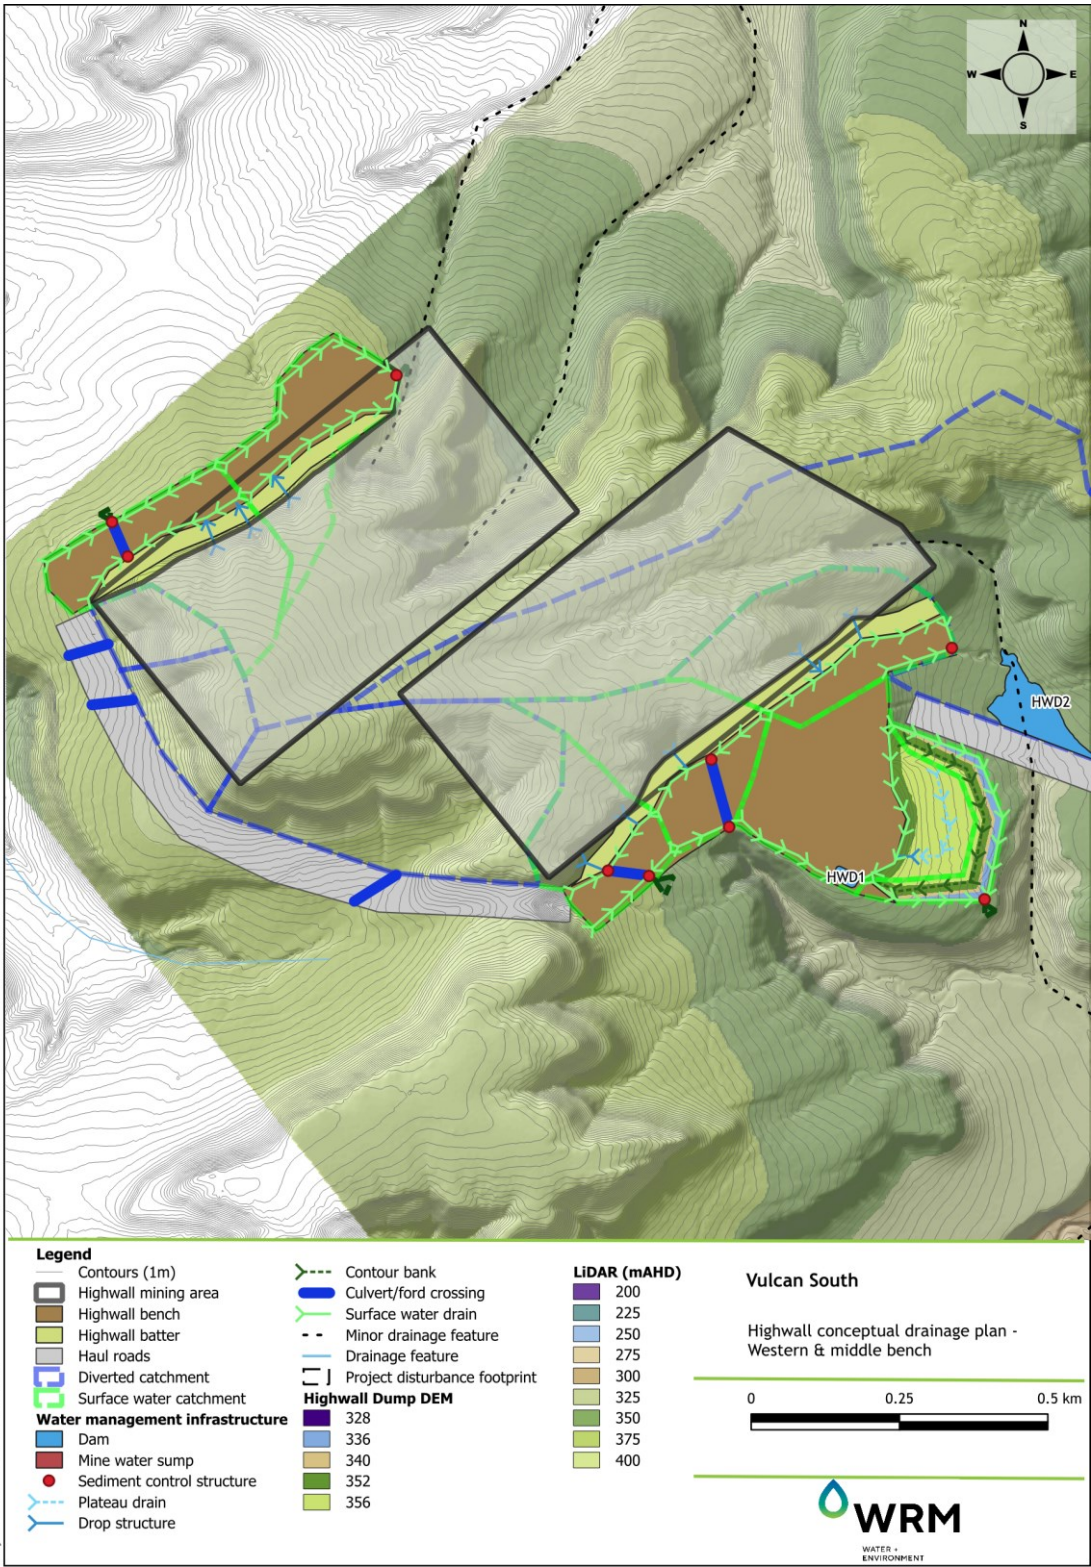 N
W
E
S
HWD2
HWD1
Legend
Contours (1m)
Highwall mining area
Highwall bench
Highwall batter
Haul roads
Diverted catchment
Surface water catchment
Water management infrastructure
Dam
Mine water sump
Sediment control structure
Plateau drain
Drop structure
Contour bank
Culvert/ford crossing
Surface water drain
Minor drainage feature
Drainage feature
Project disturbance footprint
Highwall Dump DEM
328
336
340
352
356
LiDAR (mAHD)
200
225
250
275
300
325
350
375
400
Vulcan South
Highwall conceptual drainage plan -
Western & middle bench
0 0.25 0.5 km
WRM
WATER +
ENVIRONMENT